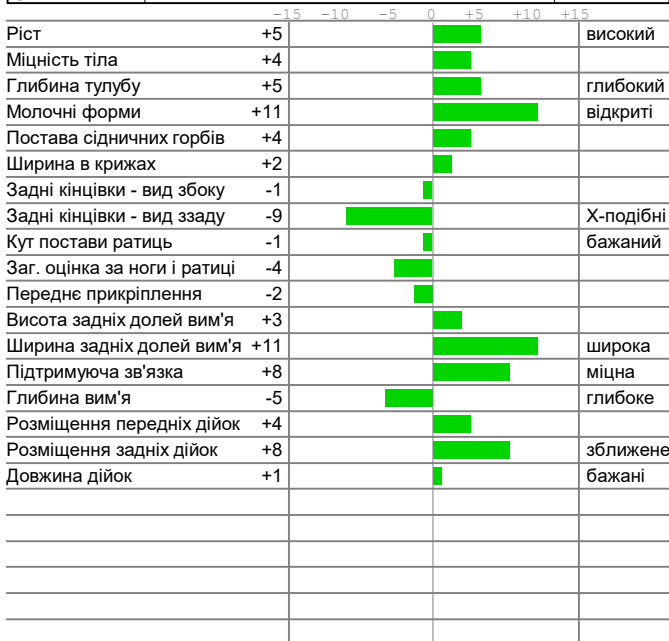 -15 -10 -5 0 +5 +10 +15
Ріст +5 високий
Міцність тіла +4
Глибина тулубу +5 глибокий
Молочні форми +11 відкриті
Постава сідничних горбів +4
Ширина в крижах +2
Задні кінцівки - вид збоку -1
Задні кінцівки - вид ззаду -9 Х-подібні
Кут постави ратиць -1 бажаний
Заг. оцінка за ноги і ратиці -4
Переднє прикріплення -2
Висота задніх долей вим'я +3
Ширина задніх долей вим'я +11 широка
Підтримуюча зв'язка +8 міцна
Глибина вим'я -5 глибоке
Розміщення передніх дійок +4
Розміщення задніх дійок +8 зближене
Довжина дійок +1 бажані